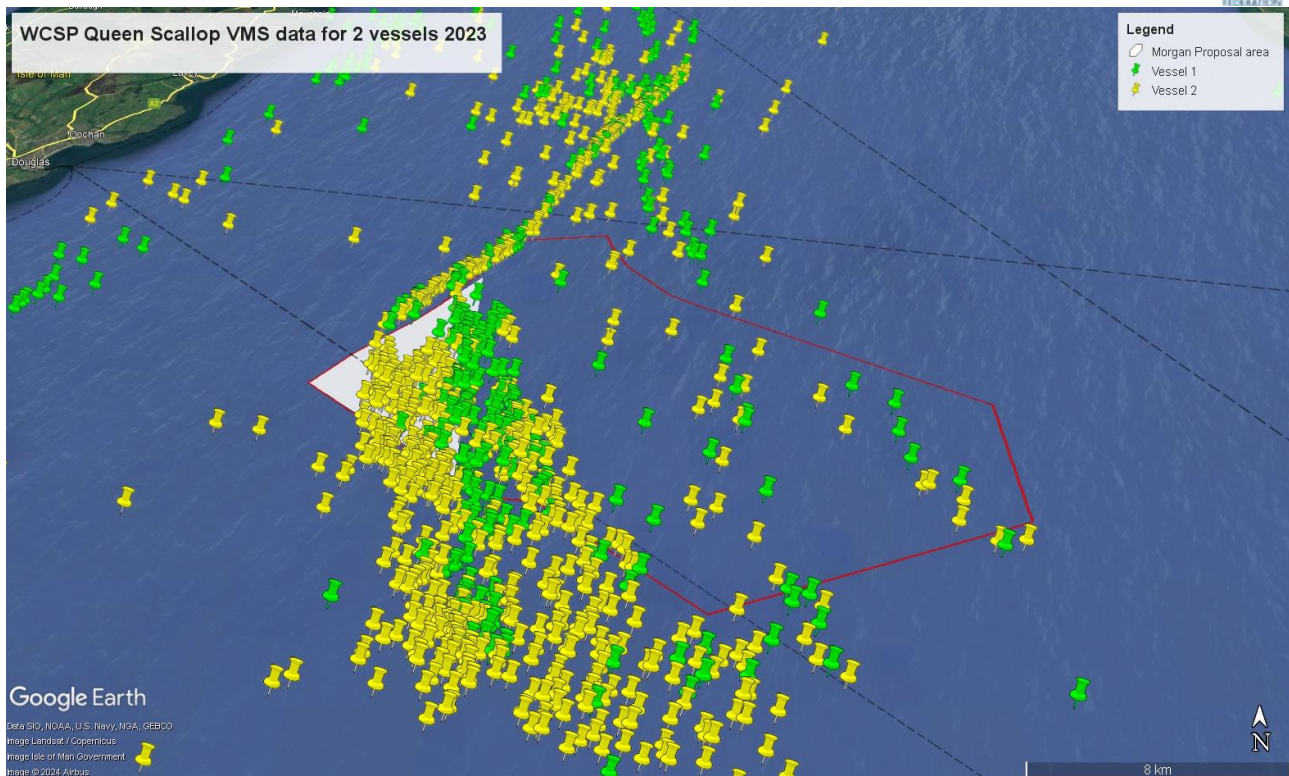 WCSP Queen Scallop VMS data for 2 vessels 2023
Legend
Morgan Proposal area
Vessel 1
Vessel 2
Isle of Man
Laxey
A2
Onchan
Douglas
Google Earth
Data SIO, NOAA, U.S. Navy, NGA, GEBCO
Image Landsat / Copernicus
Image Isle of Man Government
Image © 2024 Airbus
N
8 km